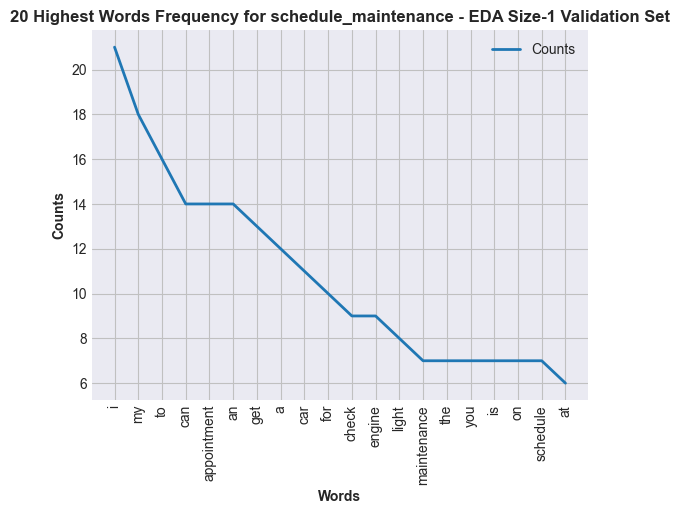 20 Highest Words Frequency for schedule_maintenance - EDA Size-1 Validation Set
Counts
20
18
16
14
12
10
8
6
Counts
i
my
to
can
appointment
an
get
a
car
for
check
engine
light
maintenance
the
you
is
on
schedule
at
Words